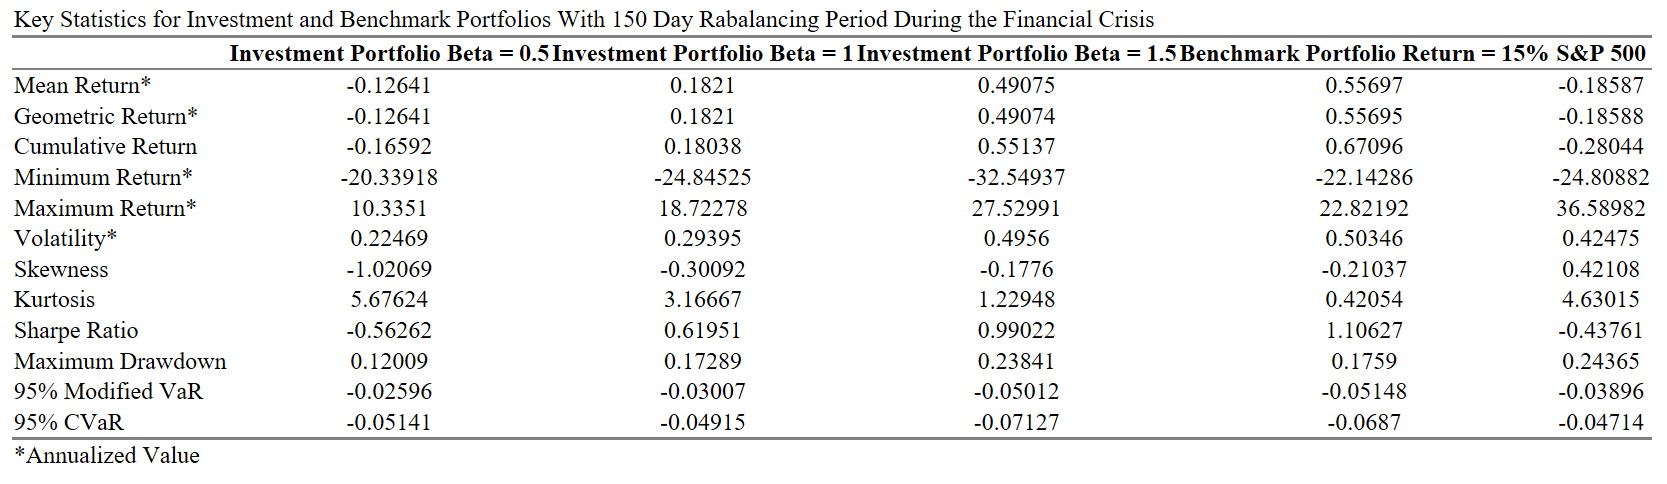 Key Statistics for Investment and Benchmark Portfolios With 150 Day Rabalancing Period During the Financial Crisis
Investment Portfolio Beta = 0.5 Investment Portfolio Beta = 1 Investment Portfolio Beta = 1.5 Benchmark Portfolio Return = 15% S&P 500
Mean Return* -0.12641 0.1821 0.49075 0.55697 -0.18587
Geometric Return* -0.12641 0.1821 0.49074 0.55695 -0.18588
Cumulative Return -0.16592 0.18038 0.55137 0.67096 -0.28044
Minimum Return* -20.33918 -24.84525 -32.54937 -22.14286 -24.80882
Maximum Return* 10.3351 18.72278 27.52991 22.82192 36.58982
Volatility* 0.22469 0.29395 0.4956 0.50346 0.42475
Skewness -1.02069 -0.30092 -0.1776 -0.21037 0.42108
Kurtosis 5.67624 3.16667 1.22948 0.42054 4.63015
Sharpe Ratio -0.56262 0.61951 0.99022 1.10627 -0.43761
Maximum Drawdown 0.12009 0.17289 0.23841 0.1759 0.24365
95% Modified VaR -0.02596 -0.03007 -0.05012 -0.05148 -0.03896
95% CVaR -0.05141 -0.04915 -0.07127 -0.0687 -0.04714
*Annualized Value